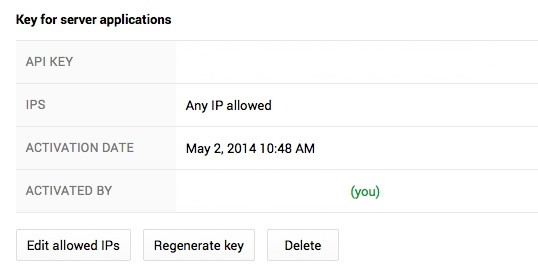 Key for server applications
API KEY
IPS Any IP allowed
ACTIVATION DATE May 2, 2014 10:48 AM
ACTIVATED BY (you)
Edit allowed IPs Regenerate key Delete